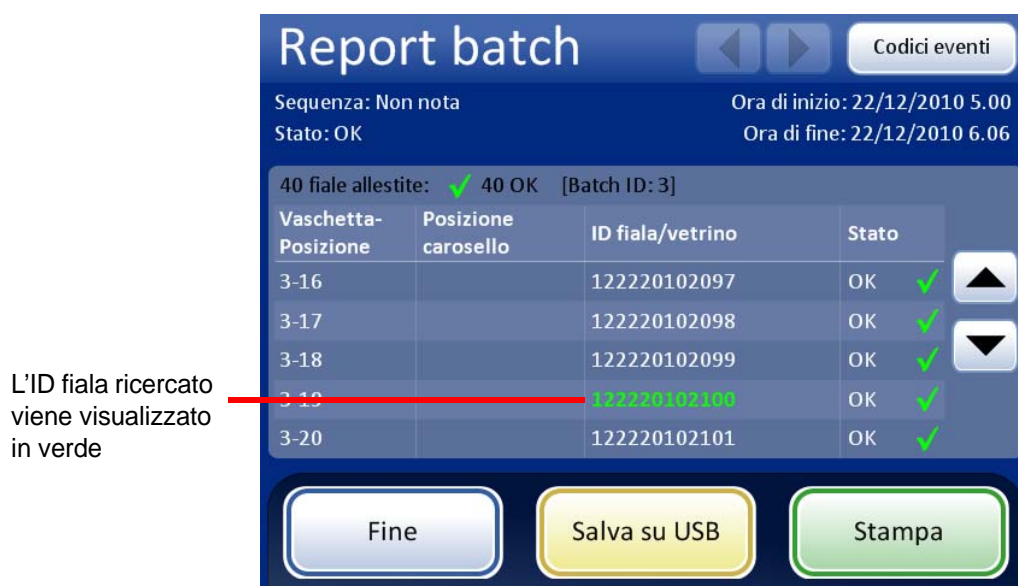 Report batch
Codici eventi
Sequenza: Non nota
Ora di inizio: 22/12/2010 5.00
Stato: OK
Ora di fine: 22/12/2010 6.06
40 fiale allestite: ✓ 40 OK [Batch ID: 3]
Vaschetta-
Posizione
Posizione
carosello
ID fiala/vetrino
Stato
3-16 122220102097 OK ✓
3-17 122220102098 OK ✓
3-18 122220102099 OK ✓
3-19 122220102100 OK ✓
3-20 122220102101 OK ✓
L'ID fiala ricercato
viene visualizzato
in verde
Fine
Salva su USB
Stampa